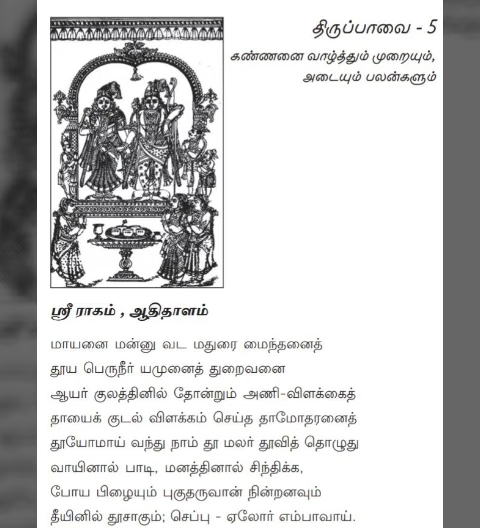 திருப்பாவை - 5
கண்ணனை வாழ்த்தும் முறையும்,
அடையும் பலன்களும்
ஸ்ரீ ராகம் , ஆதிதாளம்
மாயனை மன்னு வட மதுரை மைந்தனைத்
தூய பெருநீர் யமுனைத் துறைவனை
ஆயர் குலத்தினில் தோன்றும் அணி-விளக்கைத்
தாயைக் குடல் விளக்கம் செய்த தாமோதரனைத்
தூயோமாய் வந்து நாம் தூ மலர் தூவித் தொழுது
வாயினால் பாடி, மனத்தினால் சிந்திக்க,
போய பிழையும் புகுதருவான் நின்றனவும்
தீயினில் தூசாகும்; செப்பு - ஏலோர் எம்பாவாய்.